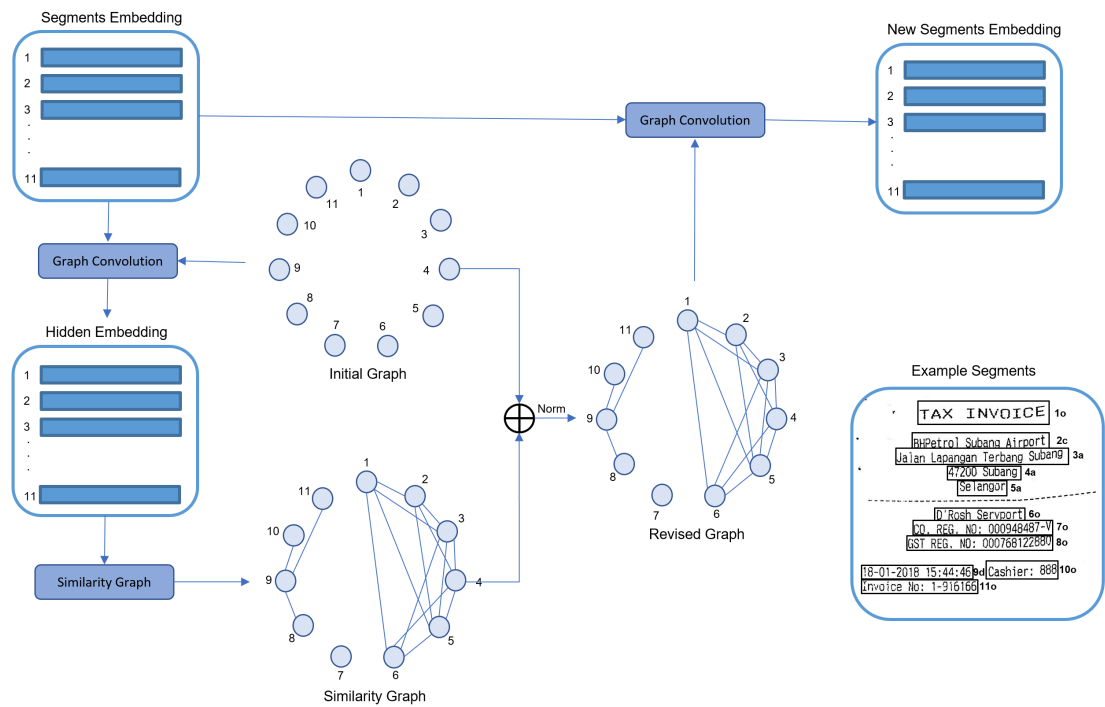 Segments Embedding
1
2
3
.
.
.
11
Graph Convolution
Hidden Embedding
1
2
3
.
.
.
11
Similarity Graph
1
2
3
4
5
6
7
8
9
10
11
Initial Graph
1
2
3
4
5
6
7
8
9
10
11
Similarity Graph
Norm
1
2
3
4
5
6
7
8
9
10
11
Revised Graph
Graph Convolution
New Segments Embedding
1
2
3
.
.
.
11
Example Segments
TAX INVOICE 1o
BHPetrol Subang Airport 2c
Jalan Lapangan Terbang Subang 3a
47200 Subang 4a
Selangor 5a
D'Rosh Servport 6o
CO. REG. NO: 000948487-V 7o
GST REG. NO: 000768122880 8o
18-01-2018 15:44:46 9d Cashier: 888 10o
Invoice No: 1-916166 11o